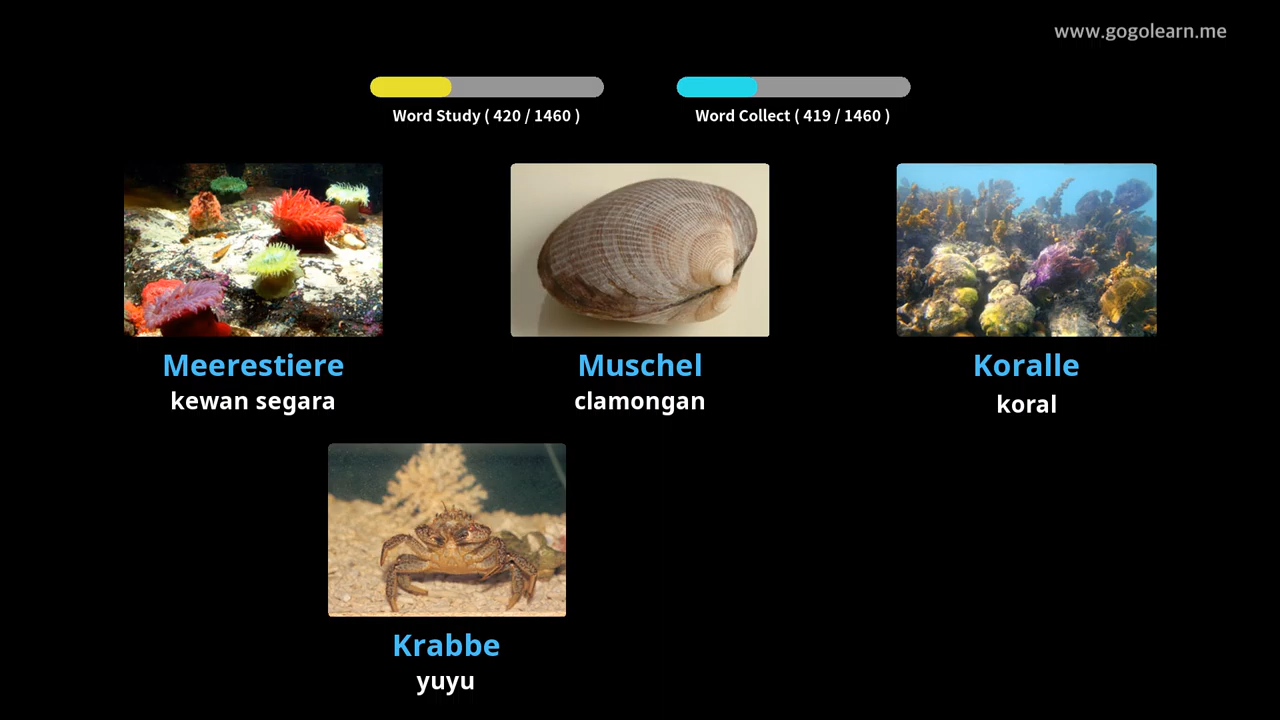 www.gogolearn.me
Word Study ( 420 / 1460 )
Word Collect ( 419 / 1460 )
Meerestiere
kewan segara
Muschel
clamongan
Koralle
koral
Krabbe
yuyu